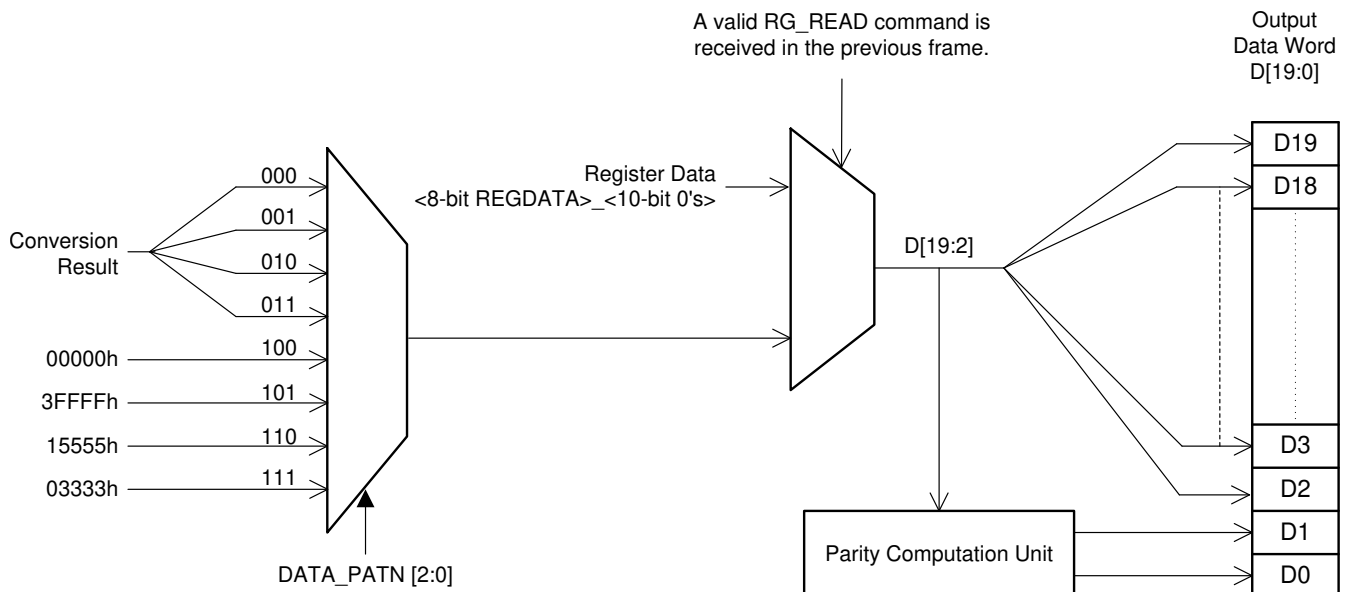 A valid RG_READ command is
received in the previous frame.
Output
Data Word
D[19:0]
Conversion
Result
000
001
010
011
00000h
100
3FFFFh
101
15555h
110
03333h
111
DATA_PATN [2:0]
Register Data
<8-bit REGDATA>_<10-bit 0's>
D[19:2]
Parity Computation Unit
D19
D18
D3
D2
D1
D0